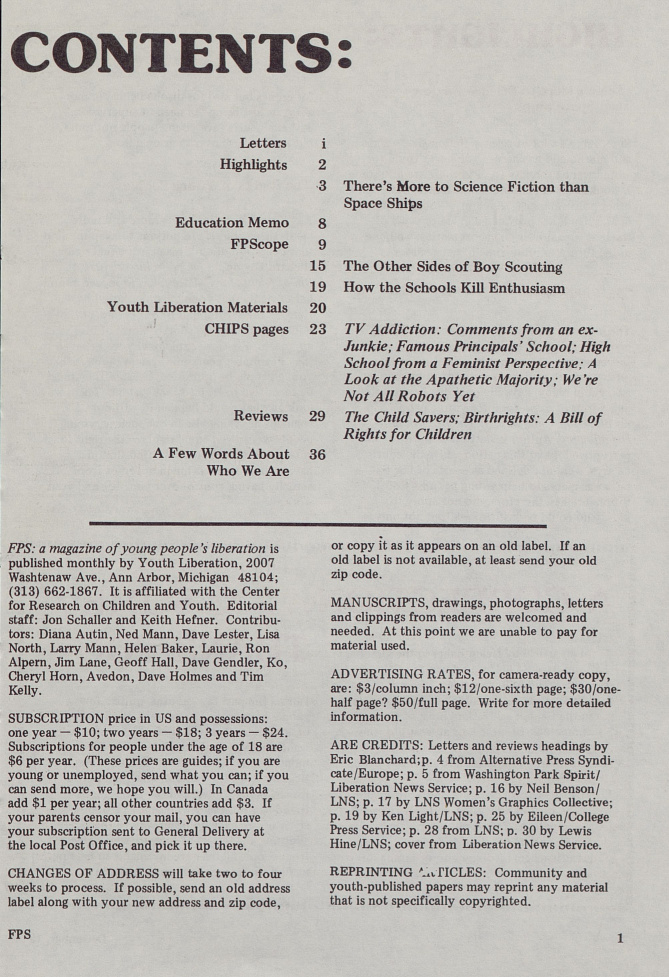 CONTENTS:
Letters i
Highlights 2
3 There's More to Science Fiction than
Space Ships
Education Memo 8
FPScope 9
15 The Other Sides of Boy Scouting
19 How the Schools Kill Enthusiasm
Youth Liberation Materials 20
CHIPS pages 23 TV Addiction: Comments from an ex-
Junkie; Famous Principals' School; High
School from a Feminist Perspective; A
Look at the Apathetic Majority; We're
Not All Robots Yet
Reviews 29 The Child Savers; Birthrights: A Bill of
Rights for Children
A Few Words About 36
Who We Are
FPS: a magazine of young people's liberation is
published monthly by Youth Liberation, 2007
Washtenaw Ave., Ann Arbor, Michigan 48104;
(313) 662-1867. It is affiliated with the Center
for Research on Children and Youth. Editorial
staff: Jon Schaller and Keith Hefner. Contribu-
tors: Diana Autin, Ned Mann, Dave Lester, Lisa
North, Larry Mann, Helen Baker, Laurie, Ron
Alpern, Jim Lane, Geoff Hall, Dave Gendler, Ko,
Cheryl Horn, Avedon, Dave Holmes and Tim
Kelly.
SUBSCRIPTION price in US and possessions:
one year — $10; two years — $18; 3 years — $24.
Subscriptions for people under the age of 18 are
$6 per year. (These prices are guides; if you are
young or unemployed, send what you can; if you
can send more, we hope you will.) In Canada
add $1 per year; all other countries add $3. If
your parents censor your mail, you can have
your subscription sent to General Delivery at
the local Post Office, and pick it up there.
CHANGES OF ADDRESS will take two to four
weeks to process. If possible, send an old address
label along with your new address and zip code,
or copy it as it appears on an old label. If an
old label is not available, at least send your old
zip code.
MANUSCRIPTS, drawings, photographs, letters
and clippings from readers are welcomed and
needed. At this point we are unable to pay for
material used.
ADVERTISING RATES, for camera-ready copy,
are: $3/column inch; $12/one-sixth page; $30/one-
half page? $50/full page. Write for more detailed
information.
ARE CREDITS: Letters and reviews headings by
Eric Blanchard;p. 4 from Alternative Press Syndi-
cate/Europe; p. 5 from Washington Park Spirit/
Liberation News Service; p. 16 by Neil Benson/
LNS; p. 17 by LNS Women's Graphics Collective;
p. 19 by Ken Light/LNS; p. 25 by Eileen/College
Press Service; p. 28 from LNS; p. 30 by Lewis
Hine/LNS; cover from Liberation News Service.
REPRINTING : Community and
youth-published papers may reprint any material
that is not specifically copyrighted.
FPS
1